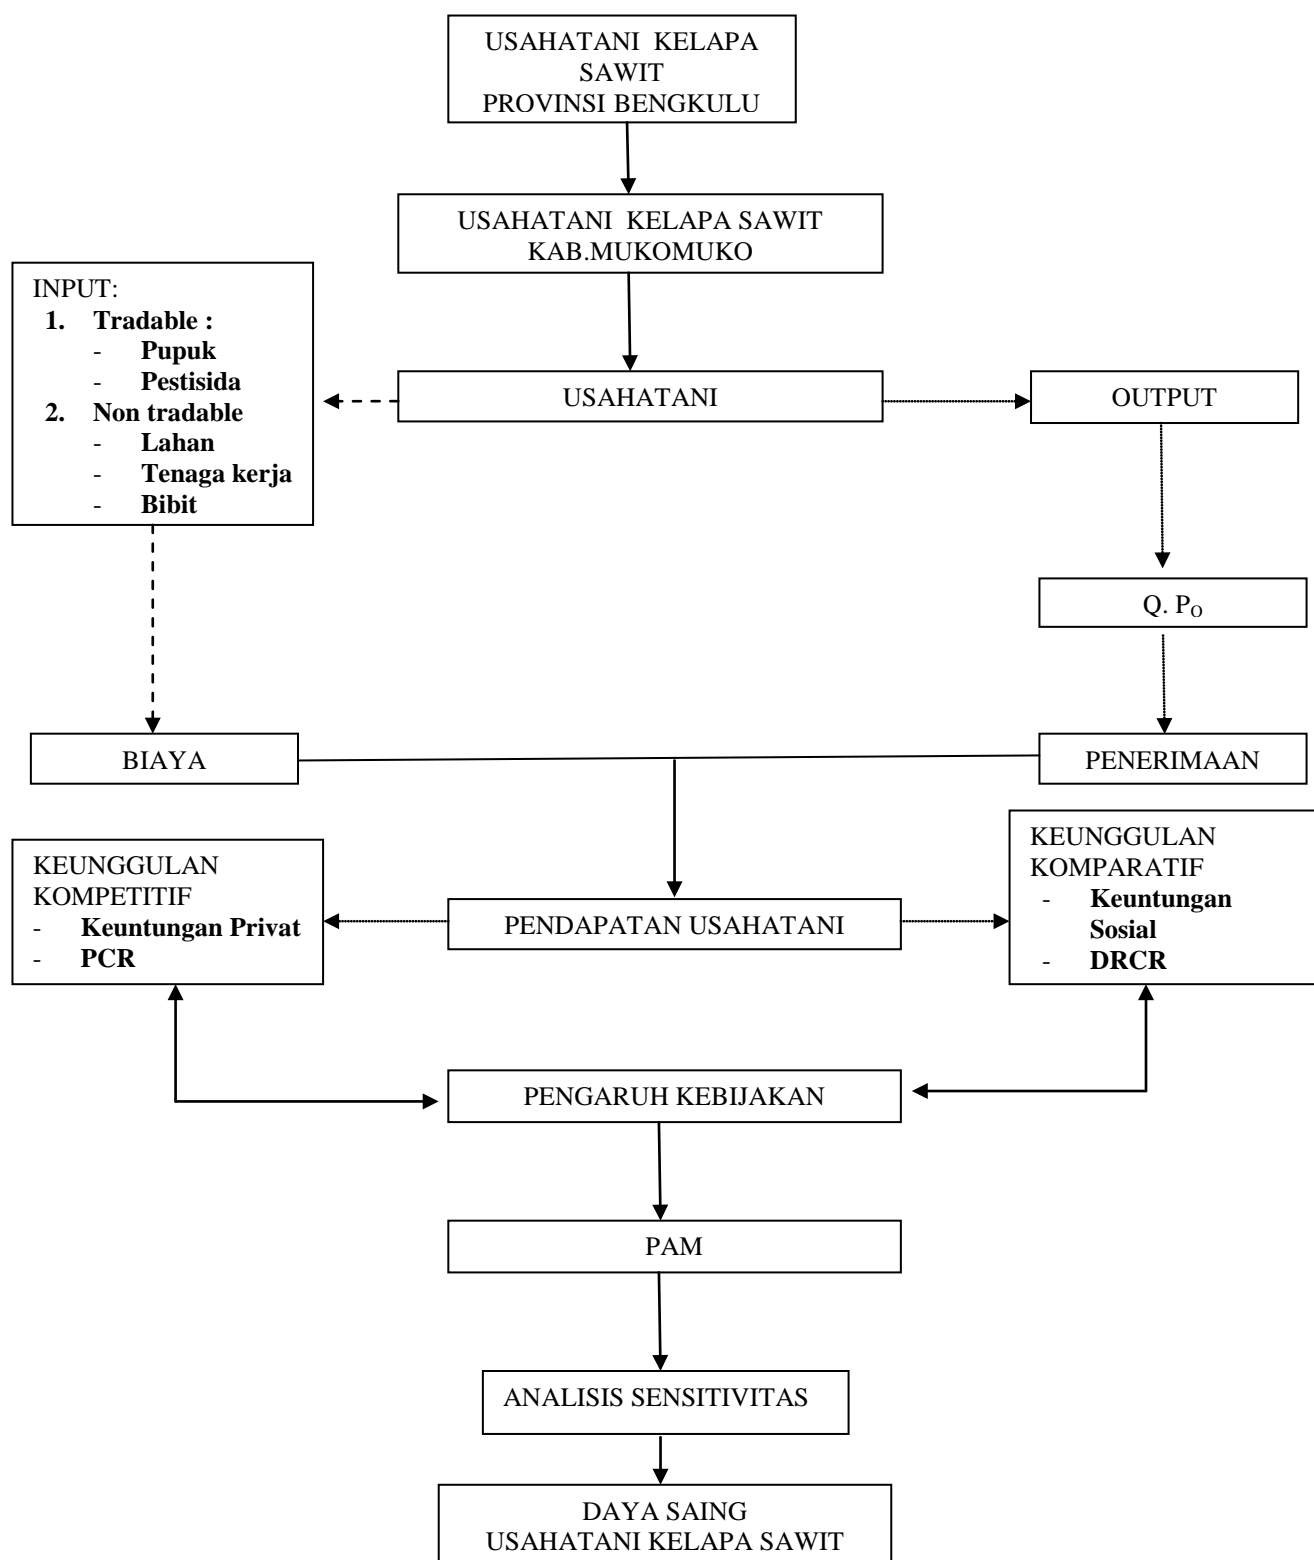 USAHATANI KELAPA
SAWIT
PROVINSI BENGKULU
USAHATANI KELAPA SAWIT
KAB.MUKOMUKO
INPUT:
1. Tradable :
- Pupuk
- Pestisida
2. Non tradable
- Lahan
- Tenaga kerja
- Bibit
USAHATANI
OUTPUT
Q. PO
BIAYA
PENERIMAAN
KEUNGGULAN
KOMPETITIF
- Keuntungan Privat
- PCR
PENDAPATAN USAHATANI
KEUNGGULAN
KOMPARATIF
- Keuntungan
Sosial
- DRCR
PENGARUH KEBIJAKAN
PAM
ANALISIS SENSITIVITAS
DAYA SAING
USAHATANI KELAPA SAWIT